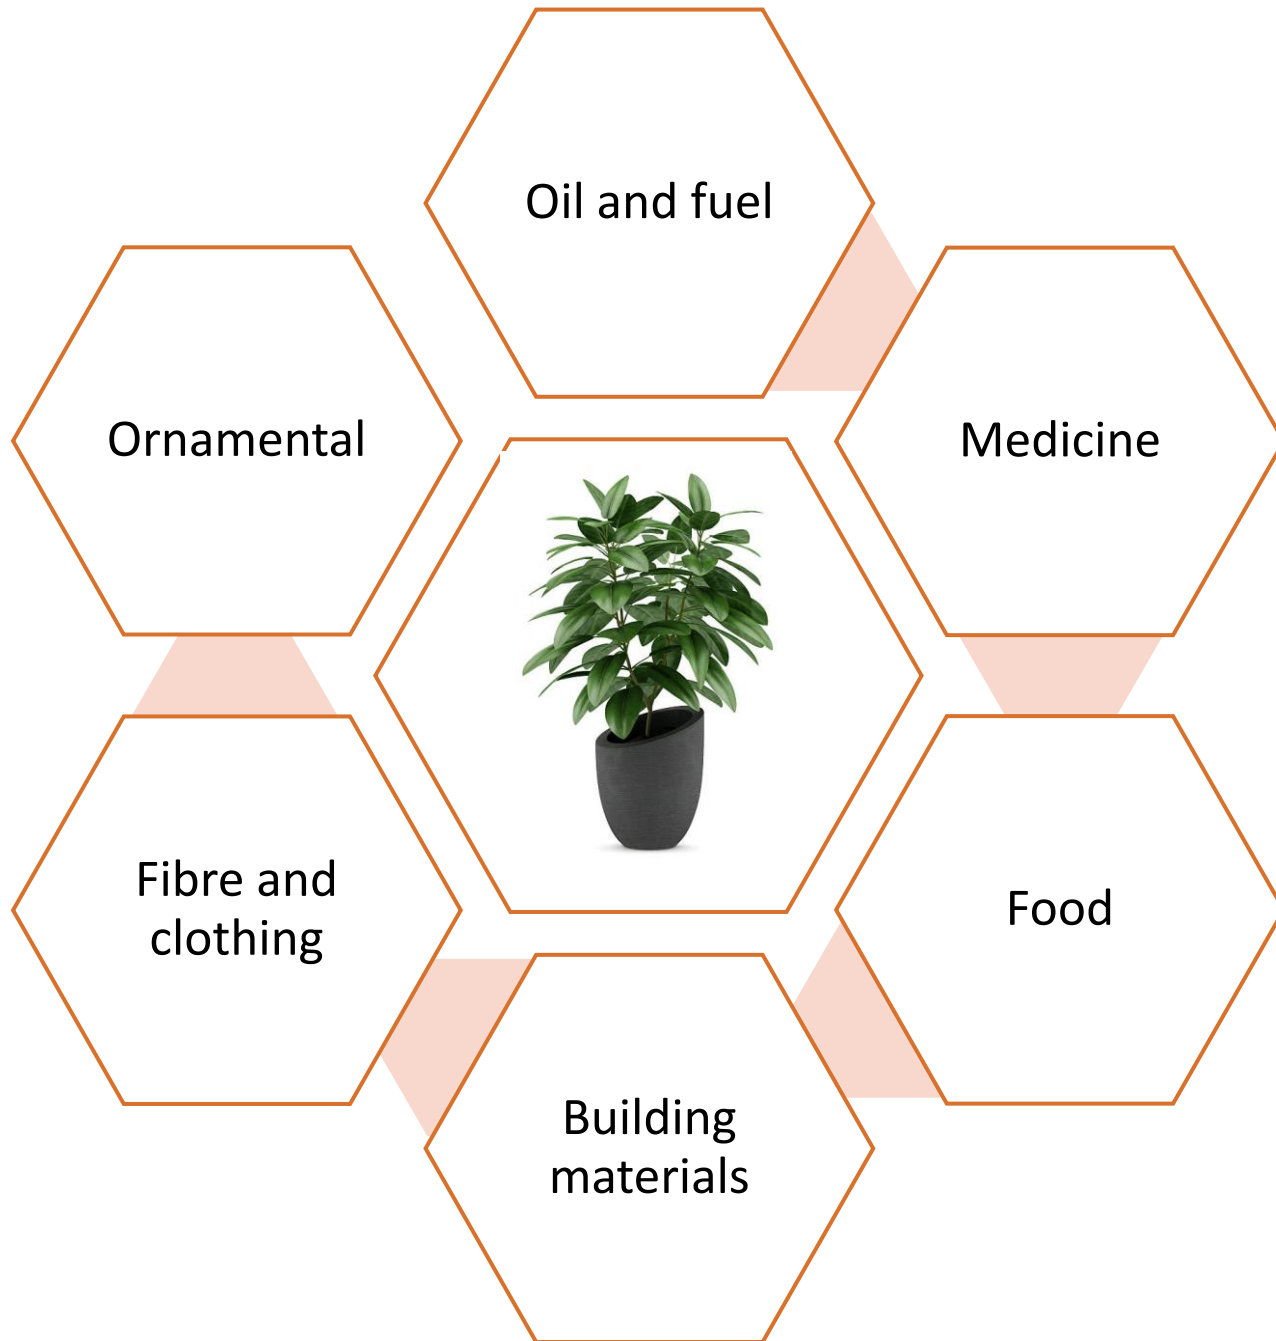 Oil and fuel
Ornamental
Medicine
Fibre and
clothing
Food
Building
materials